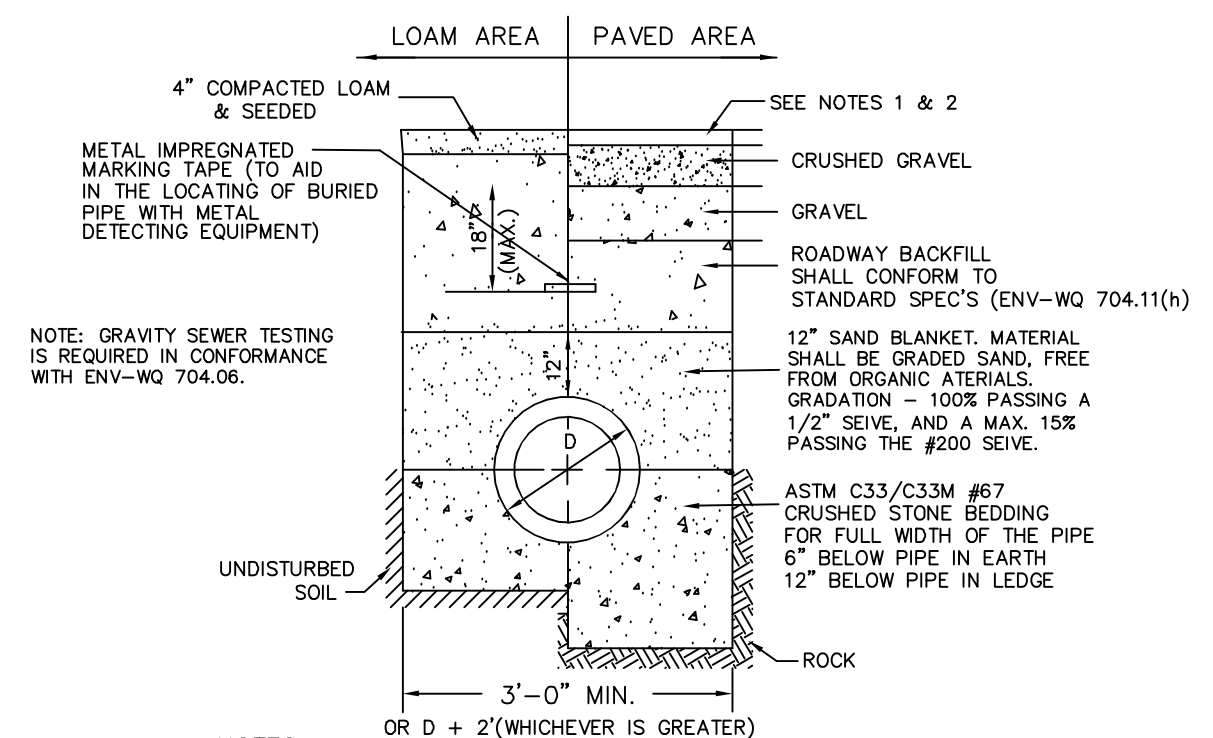 LOAM AREA
PAVED AREA
4” COMPACTED LOAM
& SEEDED
SEE NOTES 1 & 2
METAL IMPREGNATED
MARKING TAPE (TO AID
IN THE LOCATING OF BURIED
PIPE WITH METAL
DETECTING EQUIPMENT)
CRUSHED GRAVEL
GRAVEL
18”
(MAX.)
ROADWAY BACKFILL
SHALL CONFORM TO
STANDARD SPEC'S (ENV-WQ 704.11(h)
NOTE: GRAVITY SEWER TESTING
IS REQUIRED IN CONFORMANCE
WITH ENV-WQ 704.06.
12”
12” SAND BLANKET. MATERIAL
SHALL BE GRADED SAND, FREE
FROM ORGANIC ATERIALS.
GRADATION - 100% PASSING A
1/2” SEIVE, AND A MAX. 15%
PASSING THE #200 SEIVE.
D
ASTM C33/C33M #67
CRUSHED STONE BEDDING
FOR FULL WIDTH OF THE PIPE
6” BELOW PIPE IN EARTH
12” BELOW PIPE IN LEDGE
UNDISTURBED
SOIL
ROCK
3'-0” MIN.
OR D + 2'(WHICHEVER IS GREATER)